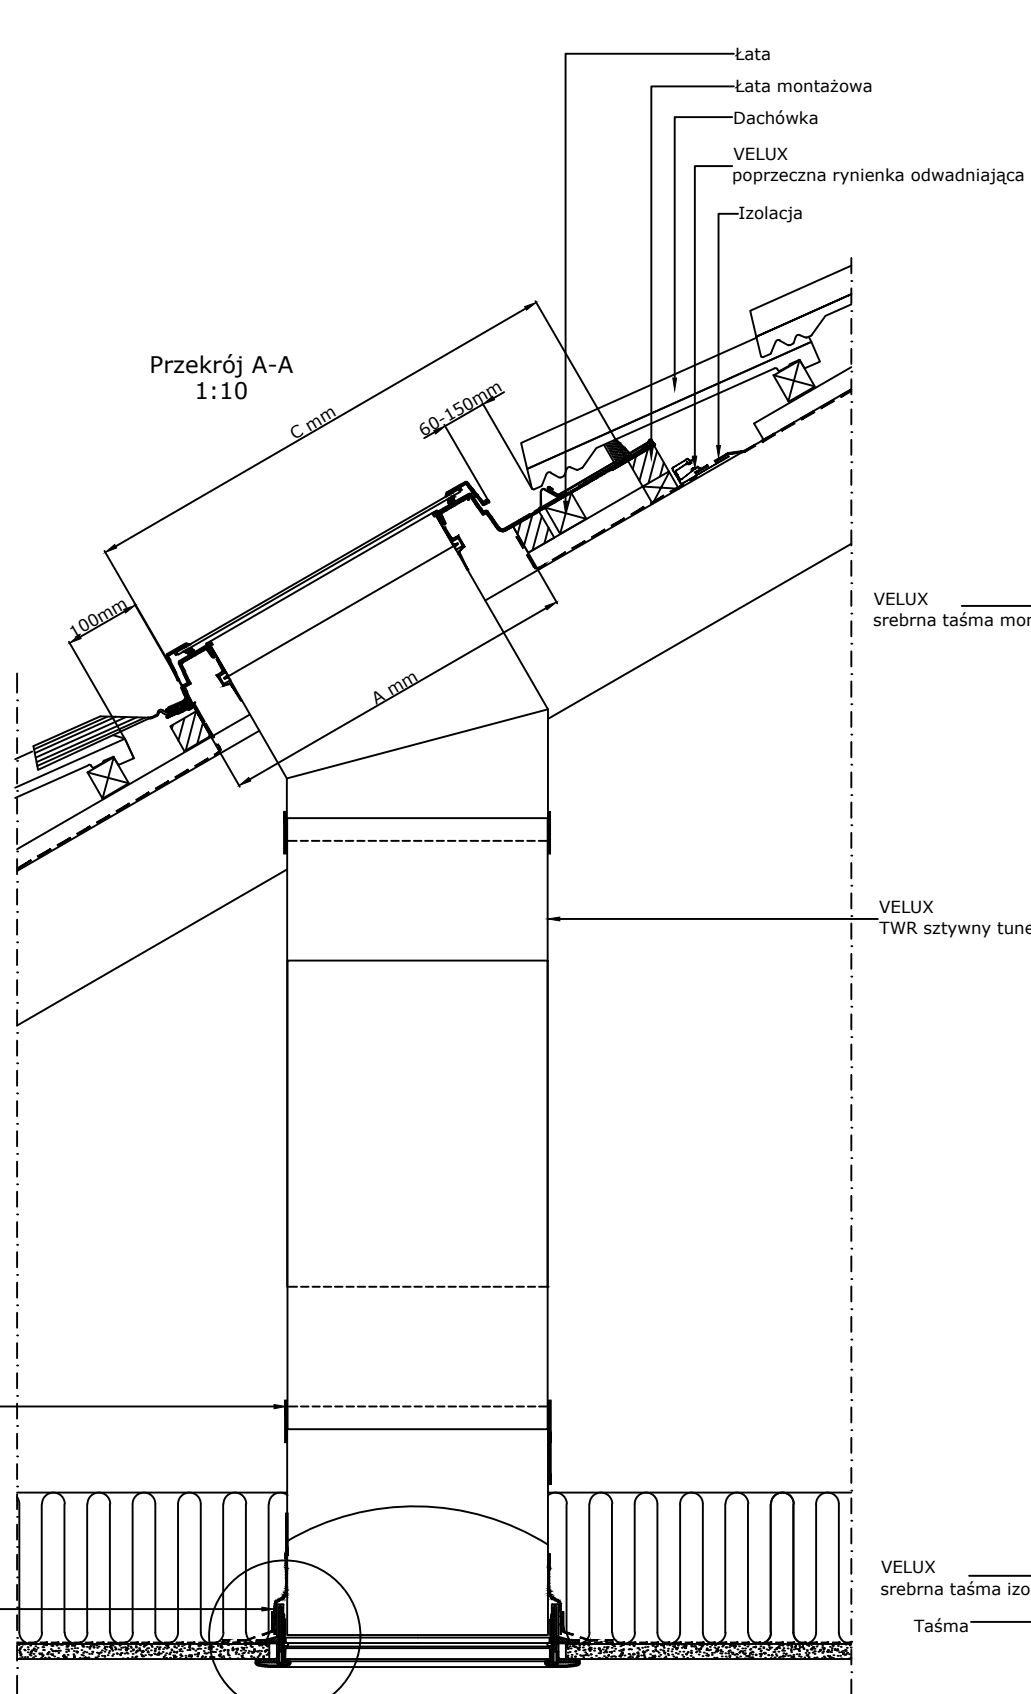 Łata
Łata montażowa
Dachówka
VELUX
poprzeczna rynienka odwadniająca
Izolacja
Przekrój A-A
1:10
C mm
60-150mm
100mm
A mm
VELUX
srebrna taśma mon
VELUX
TWR sztywny tune
VELUX
srebrna taśma izo
Taśma